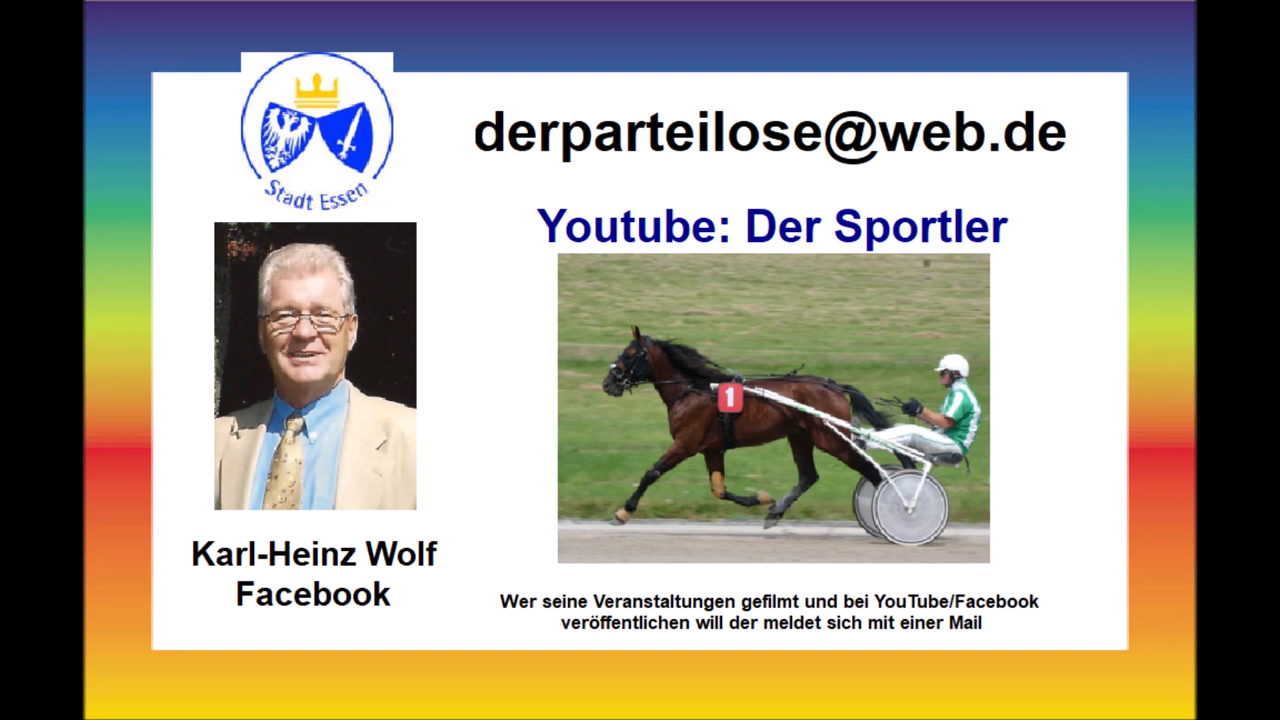 Stadt Essen
derparteilose@web.de
Youtube: Der Sportler
1
Karl-Heinz Wolf
Facebook
Wer seine Veranstaltungen gefilmt und bei YouTube/Facebook
veröffentlichen will der meldet sich mit einer Mail